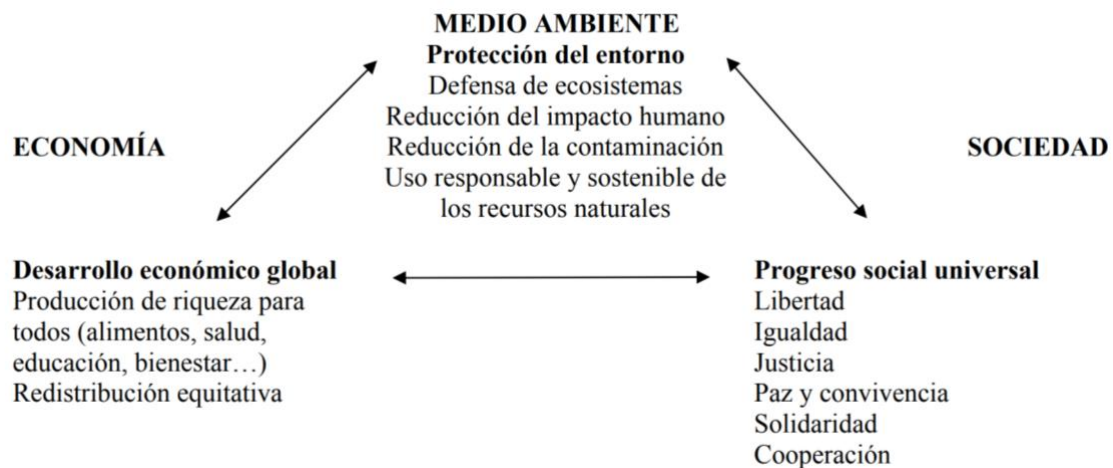 MEDIO AMBIENTE
Protección del entorno
Defensa de ecosistemas
Reducción del impacto humano
Reducción de la contaminación
Uso responsable y sostenible de
los recursos naturales
ECONOMÍA
SOCIEDAD
Desarrollo económico global
Producción de riqueza para
todos (alimentos, salud,
educación, bienestar…)
Redistribución equitativa
Progreso social universal
Libertad
Igualdad
Justicia
Paz y convivencia
Solidaridad
Cooperación